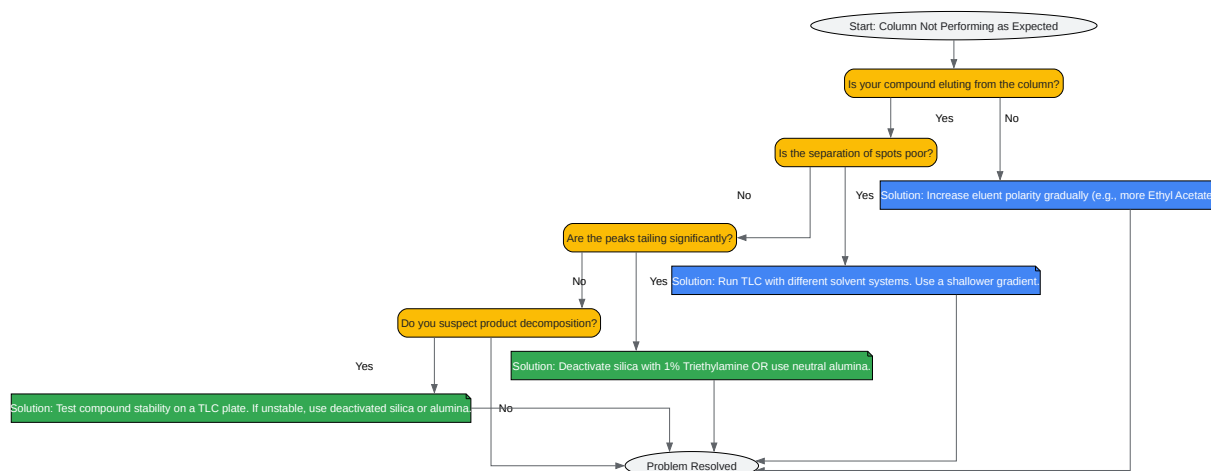 Start: Column Not Performing as Expected
Is your compound eluting from the column?
Yes
No
Is the separation of spots poor?
No
Yes
Solution: Increase eluent polarity gradually (e.g., more Ethyl Acetate
Are the peaks tailing significantly?
No
Yes
Solution: Run TLC with different solvent systems. Use a shallower gradient.
Do you suspect product decomposition?
Yes
Solution: Deactivate silica with 1% Triethylamine OR use neutral alumina.
Solution: Test compound stability on a TLC plate. If unstable, use deactivated silica or alumina.
No
Problem Resolved